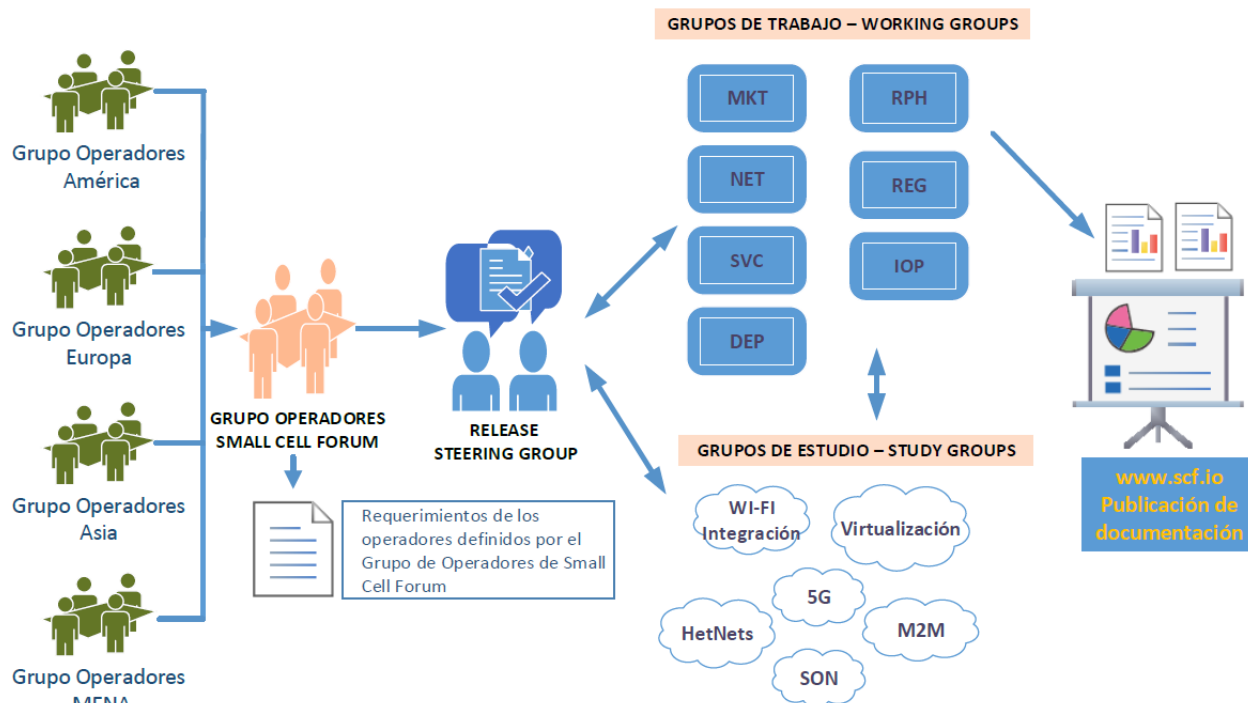 Grupo Operadores
América
Grupo Operadores
Europa
Grupo Operadores
Asia
Grupo Operadores
MENA
GRUPO OPERADORES
SMALL CELL FORUM
Requerimientos de los
operadores definidos por el
Grupo de Operadores de Small
Cell Forum
RELEASE
STEERING GROUP
GRUPOS DE TRABAJO – WORKING GROUPS
MKT
RPH
NET
REG
SVC
IOP
DEP
GRUPOS DE ESTUDIO – STUDY GROUPS
WI-FI
Integración
Virtualización
5G
HetNets
M2M
SON
www.scf.io
Publicación de
documentación